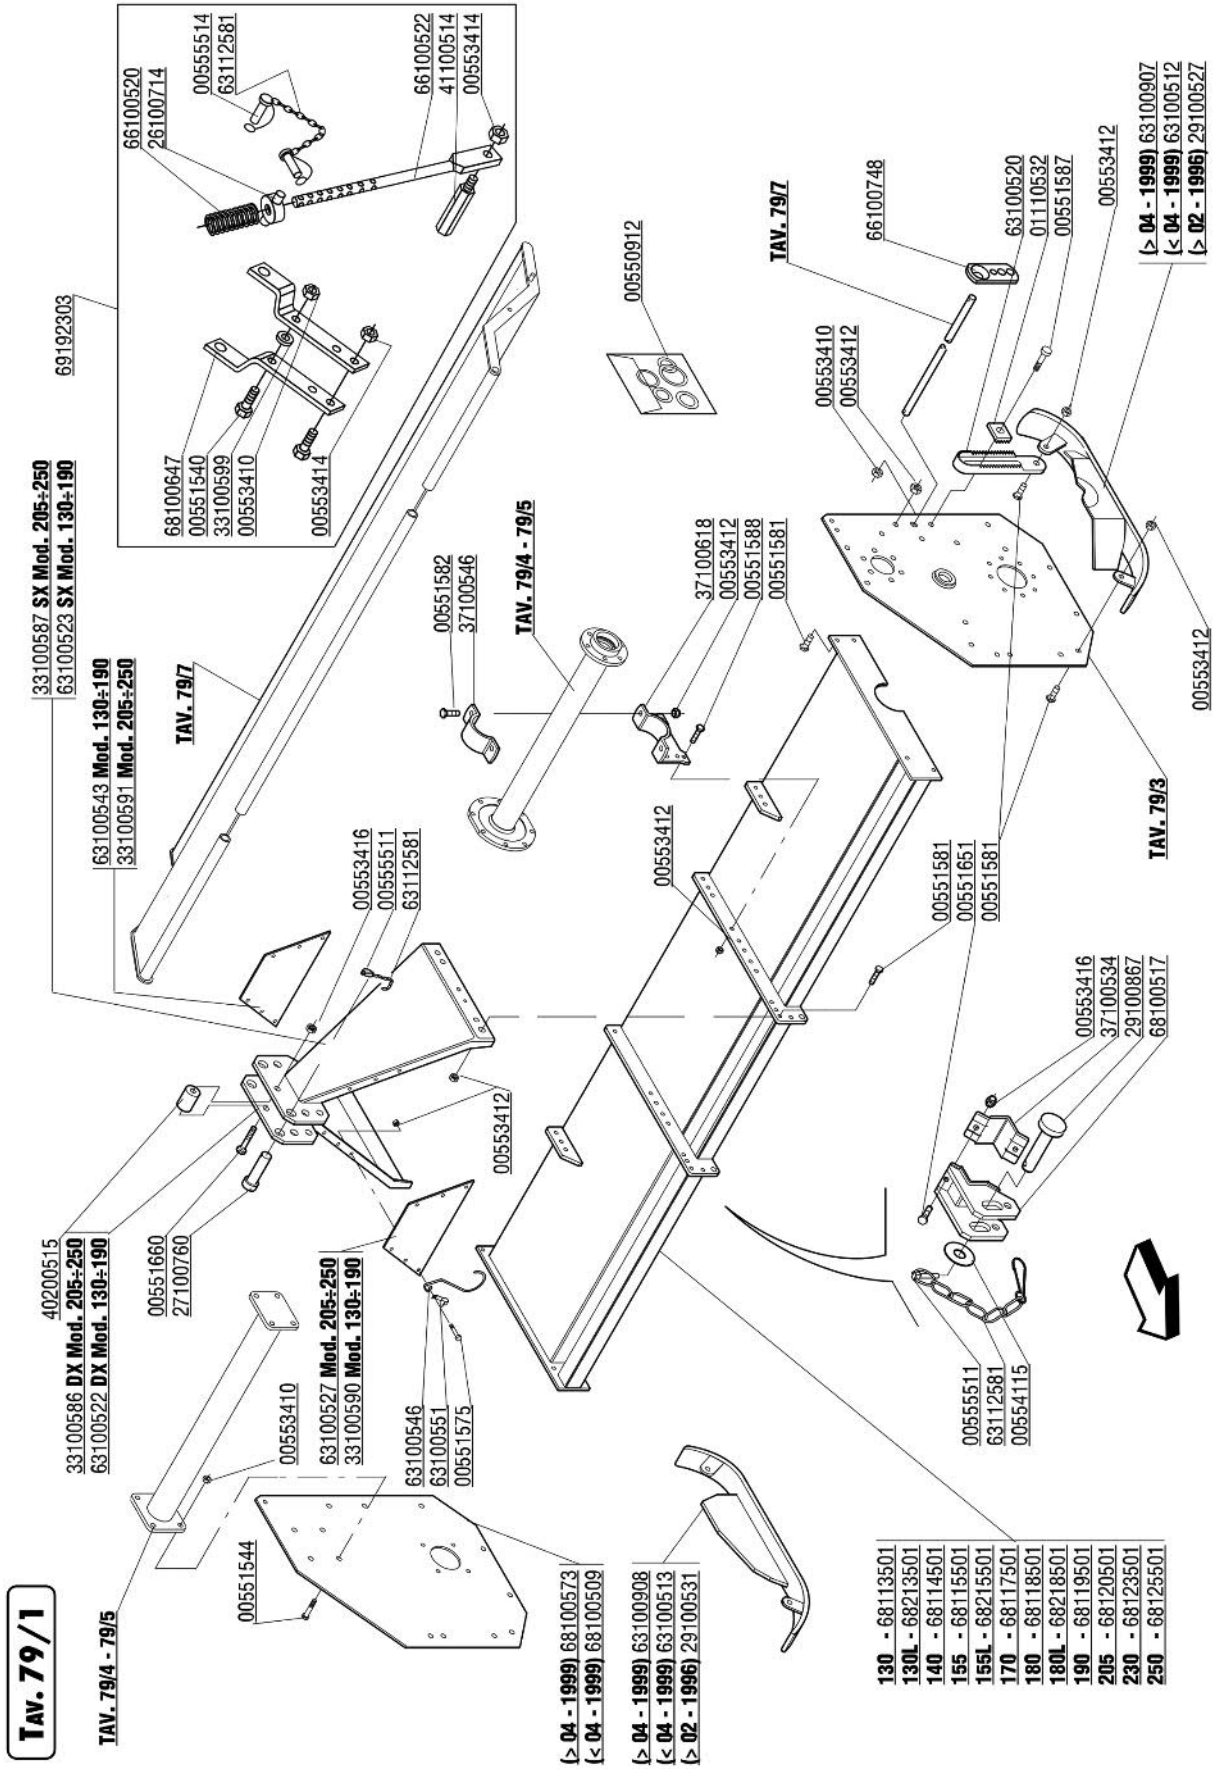 TAV. 79/1
TAV. 79/4 - 79/5
40200515
33100586 DX Mod. 205÷250
63100522 DX Mod. 130÷190
00551660
27100760
63100543 Mod. 130÷190
33100591 Mod. 205÷250
33100587 SX Mod. 205÷250
63100523 SX Mod. 130÷190
TAV. 79/7
69192303
66100520
26100714
00555514
63112581
66100522
41100514
00553414
68100647
00551540
33100599
00553410
00553414
00550912
00551544
00553410
63100527 Mod. 205÷250
33100590 Mod. 130÷190
63100546
63100551
00551575
00553412
00553416
00555511
63112581
00551582
37100546
TAV. 79/4 - 79/5
00553412
37100618
00553412
00551588
00551581
00553410
00553412
TAV. 79/7
66100748
63100520
01110532
00551587
00553412
(> 04 - 1999) 63100907
(< 04 - 1999) 63100512
(> 02 - 1996) 29100527
00553412
TAV. 79/3
00551581
00551651
00551581
00553416
37100534
29100867
68100517
00555511
63112581
00554115
(> 04 - 1999) 68100573
(< 04 - 1999) 68100509
(> 04 - 1999) 63100908
(< 04 - 1999) 63100513
(> 02 - 1996) 29100531
130 - 68113501
130L - 68213501
140 - 68114501
155 - 68115501
155L - 68215501
170 - 68117501
180 - 68118501
180L - 68218501
190 - 68119501
205 - 68120501
230 - 68123501
250 - 68125501